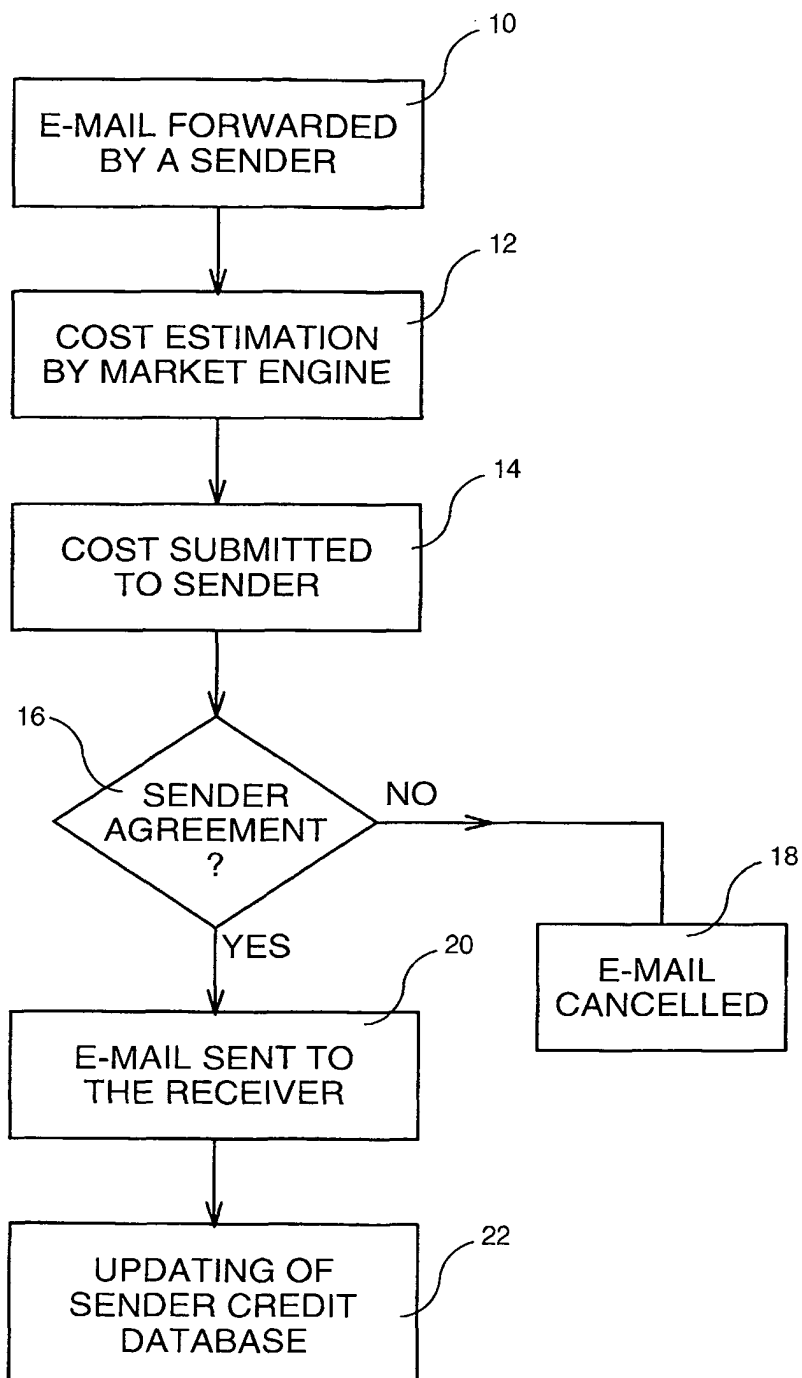 10
E-MAIL FORWARDED
BY A SENDER
12
COST ESTIMATION
BY MARKET ENGINE
14
COST SUBMITTED
TO SENDER
16
SENDER
AGREEMENT
?
NO
18
E-MAIL
CANCELLED
YES
20
E-MAIL SENT TO
THE RECEIVER
22
UPDATING OF
SENDER CREDIT
DATABASE